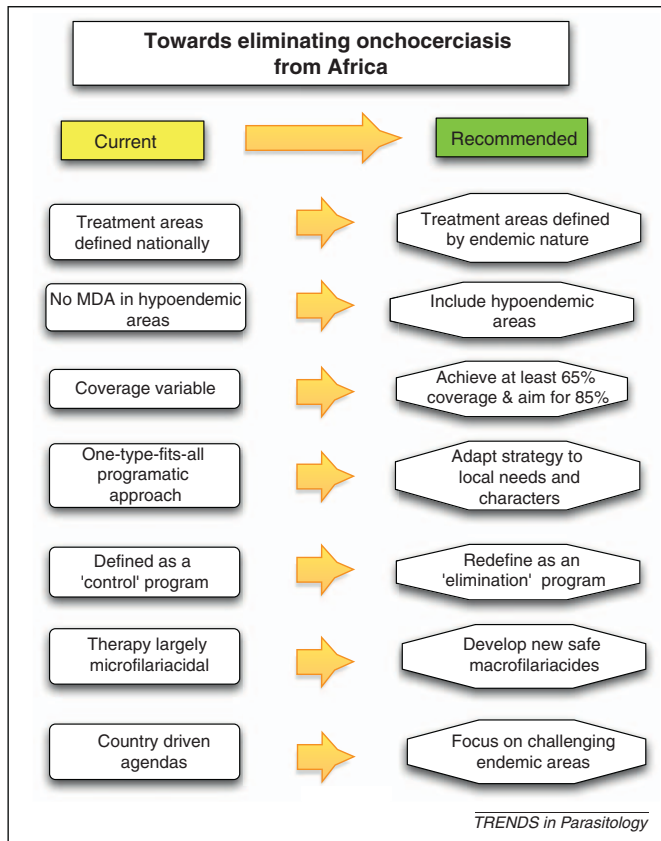 Towards eliminating onchocerciasis
from Africa
Current
Recommended
Treatment areas
defined nationally
Treatment areas defined
by endemic nature
No MDA in hypoendemic
areas
Include hypoendemic
areas
Coverage variable
Achieve at least 65%
coverage & aim for 85%
One-type-fits-all
programatic
approach
Adapt strategy to
local needs and
characters
Defined as a
'control' program
Redefine as an
'elimination' program
Therapy largely
microfilariacidal
Develop new safe
macrofilariacides
Country driven
agendas
Focus on challenging
endemic areas
TRENDS in Parasitology